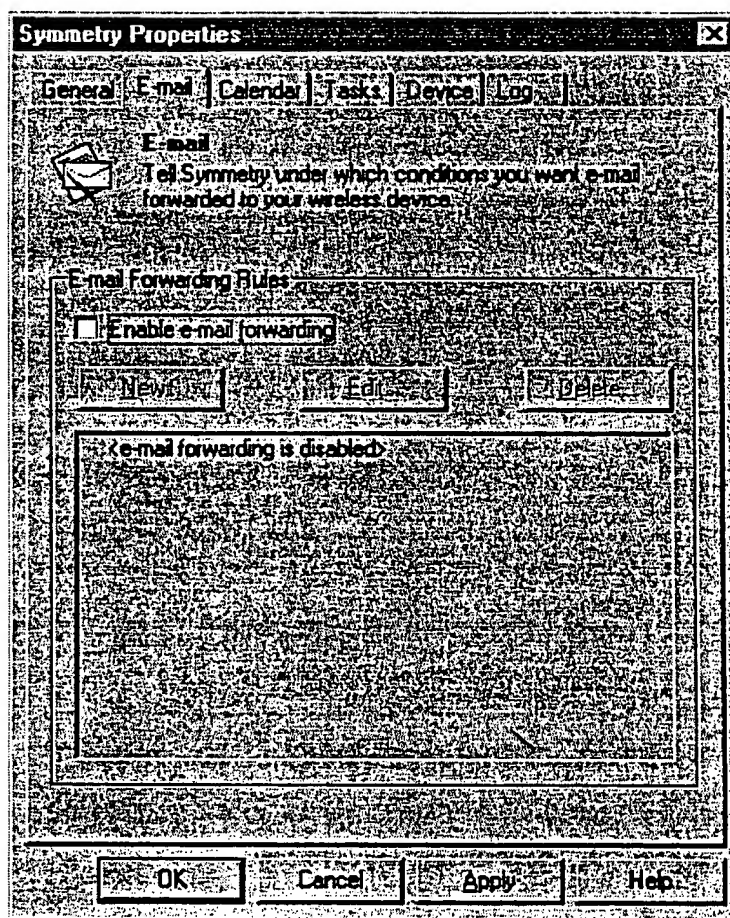 Symmetry Properties
General E-mail Calendar Tasks Device Log
E-mail
Tell Symmetry under which conditions you want e-mail
forwarded to your wireless device.
E-mail Forwarding Rules
Enable e-mail forwarding
New... Edit... Delete...
<e-mail forwarding is disabled>
OK Cancel Apply Help